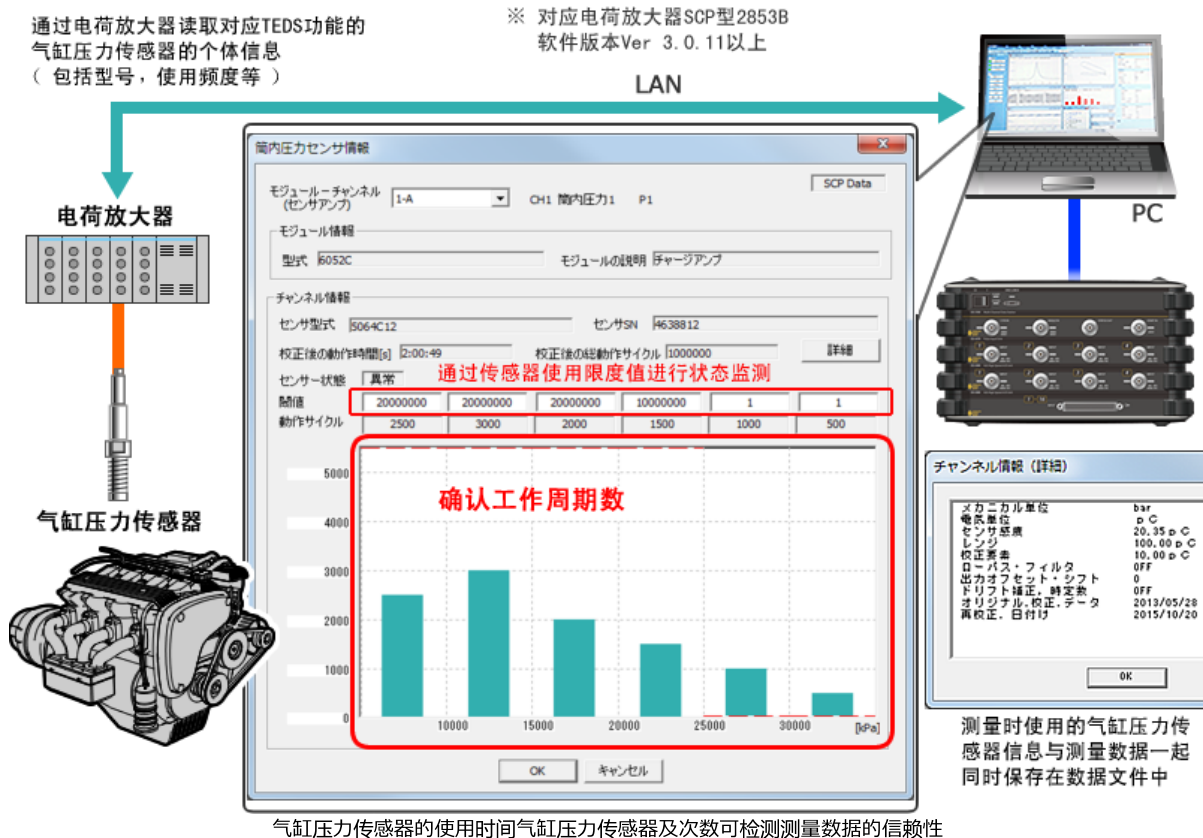 通过电荷放大器读取对应TEDS功能的
气缸压力传感器的个体信息
（ 包括型号，使用频度等 ）
※ 对应电荷放大器SCP型2853B
软件版本Ver 3.0.11以上
LAN
PC
电荷放大器
气缸压力传感器
筒内圧力センサ情報
SCP Data
モジュールーチャンネル
(センサアンプ)
1-A
CH1 筒内圧力1 P1
モジュール情報
型式 6052C
モジュールの説明 チャージアンプ
チャンネル情報
センサ型式 5064C12
センサSN 4638812
校正後の動作時間[s] 2:00:49
校正後の総動作サイクル 1000000
詳細
センサー状態 異常
通过传感器使用限度值进行状态监测
閾値 20000000 20000000 20000000 10000000 1 1
動作サイクル 2500 3000 2000 1500 1000 500
确认工作周期数
5000
4000
3000
2000
1000
0
10000 15000 20000 25000 30000 [kPa]
OK キャンセル
チャンネル情報（詳細）
メカニカル単位 bar
電気単位 pC
センサ感度 20.35pC
レンジ 100.00pC
校正要素 10.00pC
ローパス・フィルタ OFF
出力オフセット・シフト 0
ドリフト補正，時定数 OFF
オリジナル.校正.データ 2013/05/28
再校正．日付け 2015/10/20
OK
测量时使用的气缸压力传
感器信息与测量数据一起
同时保存在数据文件中
气缸压力传感器的使用时间气缸压力传感器及次数可检测测量数据的信赖性